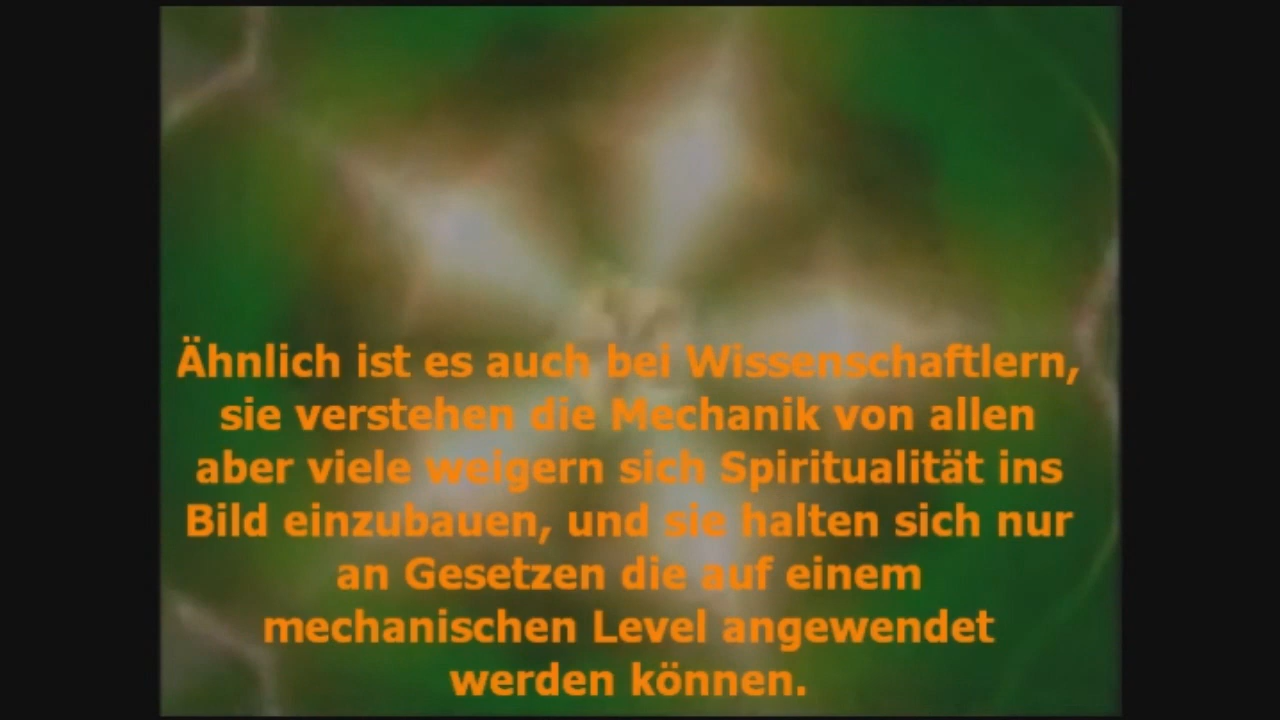 Ähnlich ist es auch bei Wissenschaftlern,
sie verstehen die Mechanik von allen
aber viele weigern sich Spiritualität ins
Bild einzubauen, und sie halten sich nur
an Gesetzen die auf einem
mechanischen Level angewendet
werden können.